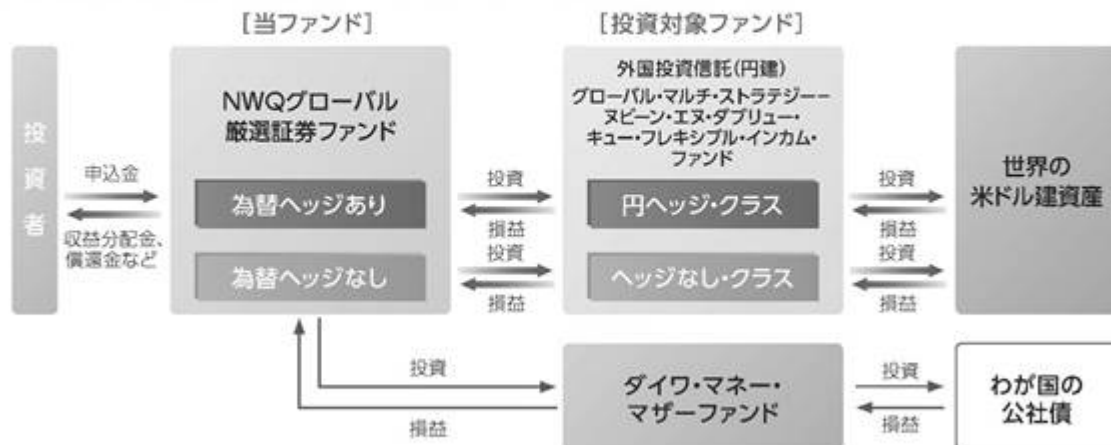 [当ファンド]
[投資対象ファンド]
投資者
申込金
収益分配金、
償還金など
NWQグローバル
厳選証券ファンド
為替ヘッジあり
為替ヘッジなし
投資
損益
投資
損益
外国投資信託(円建)
グローバル・マルチ・ストラテジー－
ヌビーン・エヌ・ダブリュー・
キュー・フレキシブル・インカム・
ファンド
円ヘッジ・クラス
ヘッジなし・クラス
投資
損益
投資
損益
世界の
米ドル建資産
投資
損益
ダイワ・マネー・
マザーファンド
投資
損益
わが国の
公社債